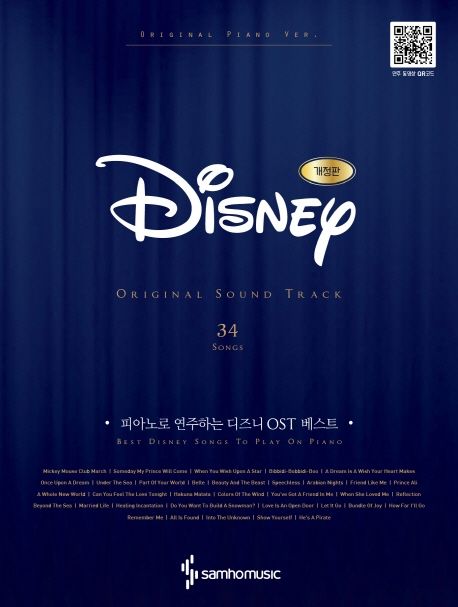 ORIGINAL PIANO VER.
연주 동영상 QR코드
개정판
DISNEY
ORIGINAL SOUND TRACK
34
SONGS
• 피아노로 연주하는 디즈니 OST 베스트 •
BEST DISNEY SONGS TO PLAY ON PIANO
Mickey Mouse Club March | Someday My Prince Will Come | When You Wish Upon A Star | Bibbidi-Bobbidi-Boo | A Dream Is A Wish Your Heart Makes
Once Upon A Dream | Under The Sea | Part Of Your World | Belle | Beauty And The Beast | Speechless | Arabian Nights | Friend Like Me | Prince Ali
A Whole New World | Can You Feel The Love Tonight | Hakuna Matata | Colors Of The Wind | You've Got A Friend In Me | When She Loved Me | Reflection
Beyond The Sea | Married Life | Healing Incantation | Do You Want To Build A Snowman? | Love Is An Open Door | Let It Go | Bundle Of Joy | How Far I'll Go
Remember Me | All Is Found | Into The Unknown | Show Yourself | He's A Pirate
samhomusic